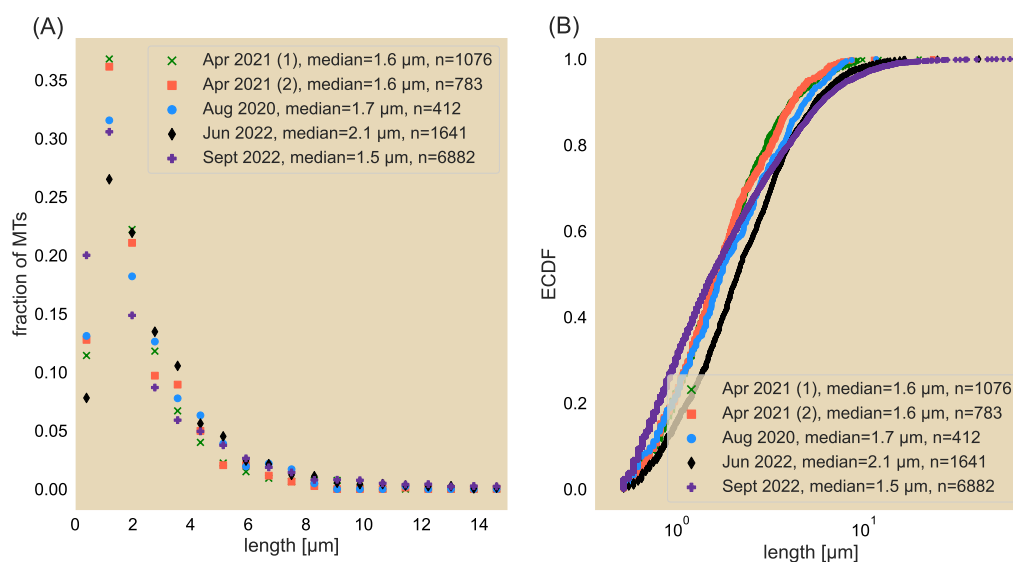 (A)
(B)
fraction of MTs
0.35
0.30
0.25
0.20
0.15
0.10
0.05
0.00
Apr 2021 (1), median=1.6 µm, n=1076
Apr 2021 (2), median=1.6 µm, n=783
Aug 2020, median=1.7 µm, n=412
Jun 2022, median=2.1 µm, n=1641
Sept 2022, median=1.5 µm, n=6882
0 2 4 6 8 10 12 14
length [µm]
ECDF
1.0
0.8
0.6
0.4
0.2
0.0
Apr 2021 (1), median=1.6 µm, n=1076
Apr 2021 (2), median=1.6 µm, n=783
Aug 2020, median=1.7 µm, n=412
Jun 2022, median=2.1 µm, n=1641
Sept 2022, median=1.5 µm, n=6882
10⁰ 10¹
length [µm]